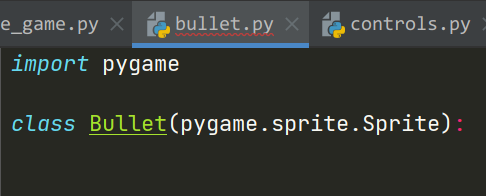 e_game.py bullet.py controls.py
import pygame
class Bullet(pygame.sprite.Sprite):